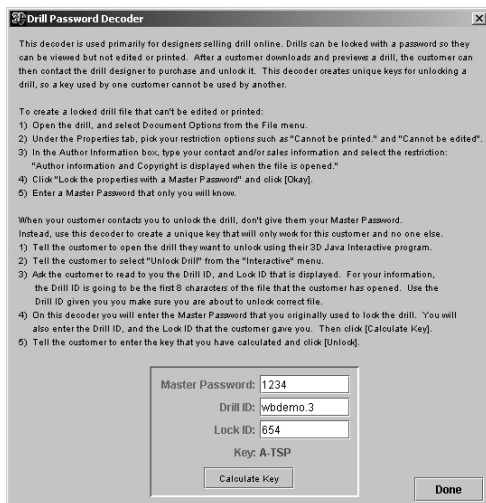 Drill Password Decoder
This decoder is used primarily for designers selling drill online. Drills can be locked with a password so they
can be viewed but not edited or printed. After a customer downloads and previews a drill, the customer can
then contact the drill designer to purchase and unlock it. This decoder creates unique keys for unlocking a
drill, so a key used by one customer cannot be used by another.
To create a locked drill file that can't be edited or printed:
1) Open the drill, and select Document Options from the File menu.
2) Under the Properties tab, pick your restriction options such as "Cannot be printed." and "Cannot be edited".
3) In the Author Information box, type your contact and/or sales information and select the restriction:
"Author information and Copyright is displayed when the file is opened."
4) Click "Lock the properties with a Master Password" and click [Okay].
5) Enter a Master Password that only you will know.
When your customer contacts you to unlock the drill, don't give them your Master Password.
Instead, use this decoder to create a unique key that will only work for this customer and no one else.
1) Tell the customer to open the drill they want to unlock using their 3D Java Interactive program.
2) Tell the customer to select "Unlock Drill" from the "Interactive" menu.
3) Ask the customer to read to you the Drill ID, and Lock ID that is displayed. For your information,
the Drill ID is going to be the first 8 characters of the file that the customer has opened. Use the
Drill ID given you you make sure you are about to unlock correct file.
4) On this decoder you will enter the Master Password that you originally used to lock the drill. You will
also enter the Drill ID, and the Lock ID that the customer gave you. Then click [Calculate Key].
5) Tell the customer to enter the key that you have calculated and click [Unlock].
Master Password: 1234
Drill ID: wbdemo.3
Lock ID: 654
Key: A-TSP
Calculate Key
Done